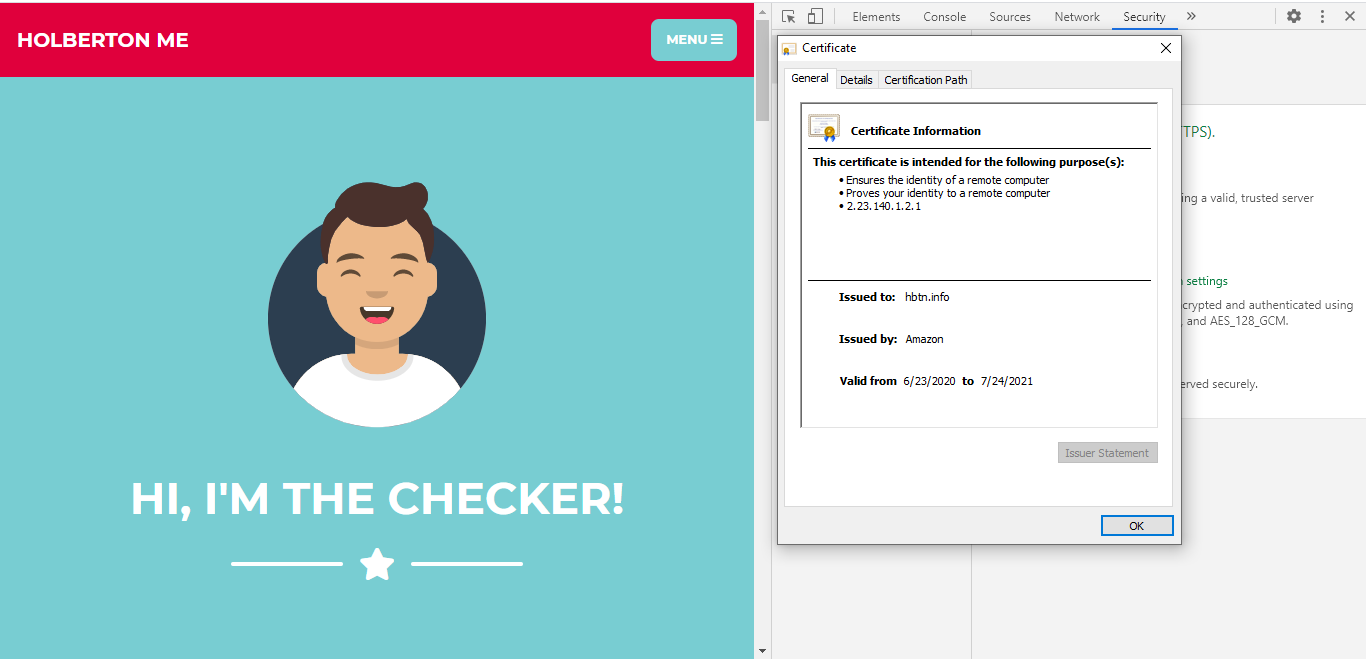 HOLBERTON ME
MENU
HI, I'M THE CHECKER!
Elements Console Sources Network Security
Certificate
General Details Certification Path
Certificate Information
This certificate is intended for the following purpose(s):
• Ensures the identity of a remote computer
• Proves your identity to a remote computer
• 2.23.140.1.2.1
Issued to: hbtn.info
Issued by: Amazon
Valid from 6/23/2020 to 7/24/2021
Issuer Statement
OK
TPS).
ing a valid, trusted server
settings
crypted and authenticated using
, and AES_128_GCM.
erved securely.